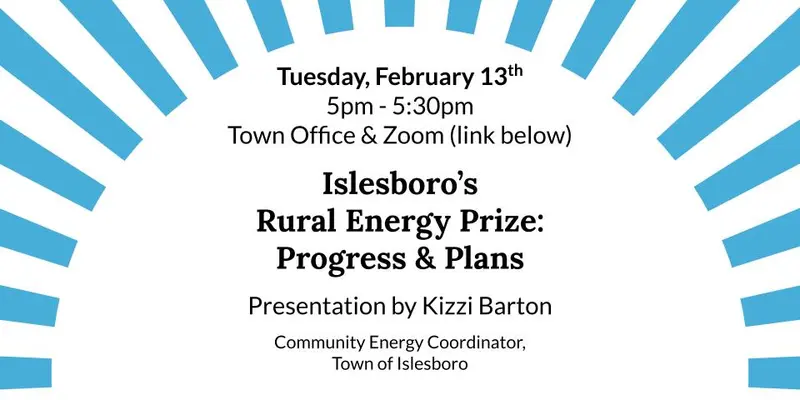 Tuesday, February 13th
5pm - 5:30pm
Town Office & Zoom (link below)
Islesboro’s
Rural Energy Prize:
Progress & Plans
Presentation by Kizzi Barton
Community Energy Coordinator,
Town of Islesboro